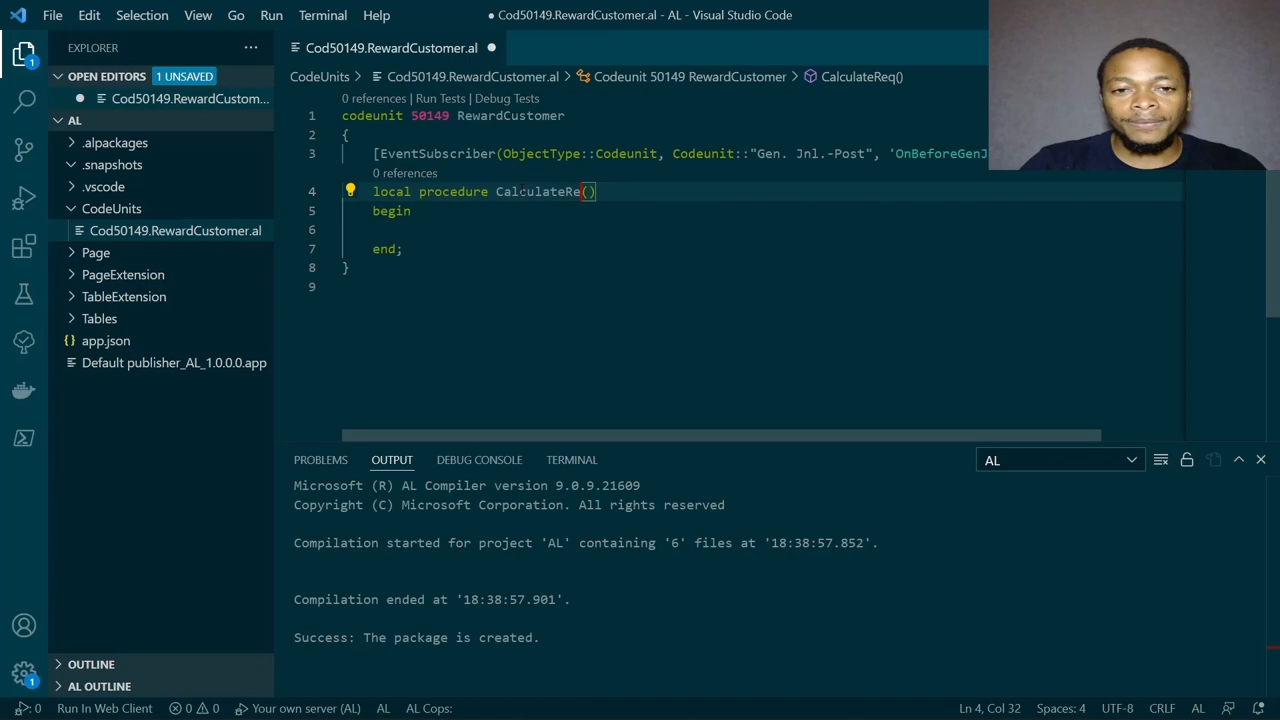 File Edit Selection View Go Run Terminal Help
Cod50149.RewardCustomer.al - AL - Visual Studio Code
EXPLORER
Cod50149.RewardCustomer.al
OPEN EDITORS 1 UNSAVED
Cod50149.RewardCustom...
AL
.alpackages
.snapshots
.vscode
CodeUnits
Cod50149.RewardCustomer.al
Page
PageExtension
TableExtension
Tables
app.json
Default publisher_AL_1.0.0.0.app
OUTLINE
AL OUTLINE
1
1
CodeUnits > Cod50149.RewardCustomer.al > Codeunit 50149 RewardCustomer > CalculateReq()
0 references | Run Tests | Debug Tests
1 codeunit 50149 RewardCustomer
2 {
3 [EventSubscriber(ObjectType::Codeunit, Codeunit::"Gen. Jnl.-Post", 'OnBeforeGenJ
0 references
4 local procedure CalculateRe()
5 begin
6
7 end;
8 }
9
PROBLEMS OUTPUT DEBUG CONSOLE TERMINAL
AL
Microsoft (R) AL Compiler version 9.0.9.21609
Copyright (C) Microsoft Corporation. All rights reserved
Compilation started for project 'AL' containing '6' files at '18:38:57.852'.
Compilation ended at '18:38:57.901'.
Success: The package is created.
: 0 Run In Web Client 0 0 Your own server (AL) AL AL Cops: Ln 4, Col 32 Spaces: 4 UTF-8 CRLF AL